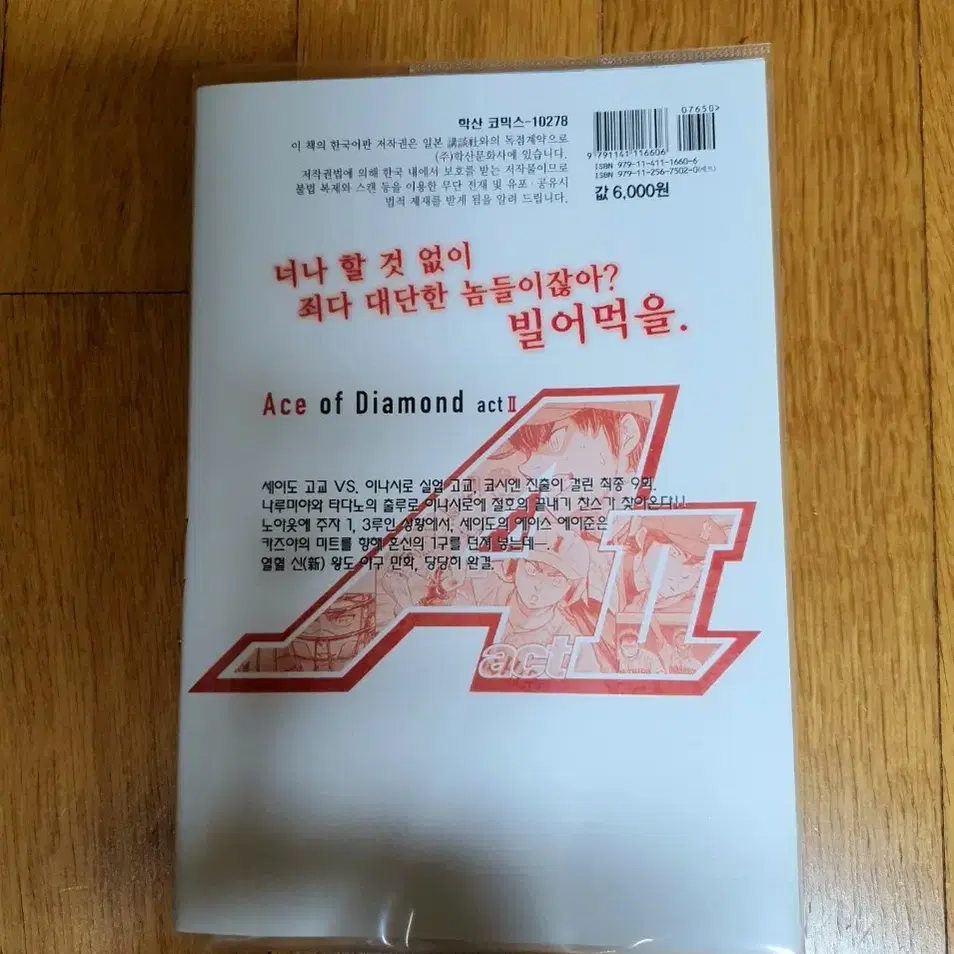 학산 코믹스-10278
이 책의 한국어판 저작권은 일본 講談社와의 독점계약으로
(주)학산문화사에 있습니다.
저작권법에 의해 한국 내에서 보호를 받는 저작물이므로
불법 복제와 스캔 등을 이용한 무단 전재 및 유포·공유시
법적 제재를 받게 됨을 알려 드립니다.
07650>
9 791141 116606
ISBN 979-11-411-1660-6
ISBN 979-11-256-7502-0(세트)
값 6,000원
너나 할 것 없이
죄다 대단한 놈들이잖아?
빌어먹을.
Ace of Diamond act II
세이도 고교 VS. 이나시로 실업 고교. 코시엔 진출이 걸린 최종 9회.
나루미야와 타다노의 출루로 이나시로에 절호의 끝내기 찬스가 찾아온다!!
노아웃에 주자 1, 3루인 상황에서, 세이도의 에이스 에이준은
카즈야의 미트를 향해 혼신의 1구를 던져 넣는데―.
열혈 신(新) 왕도 야구 만화, 당당히 완결.
A II
act